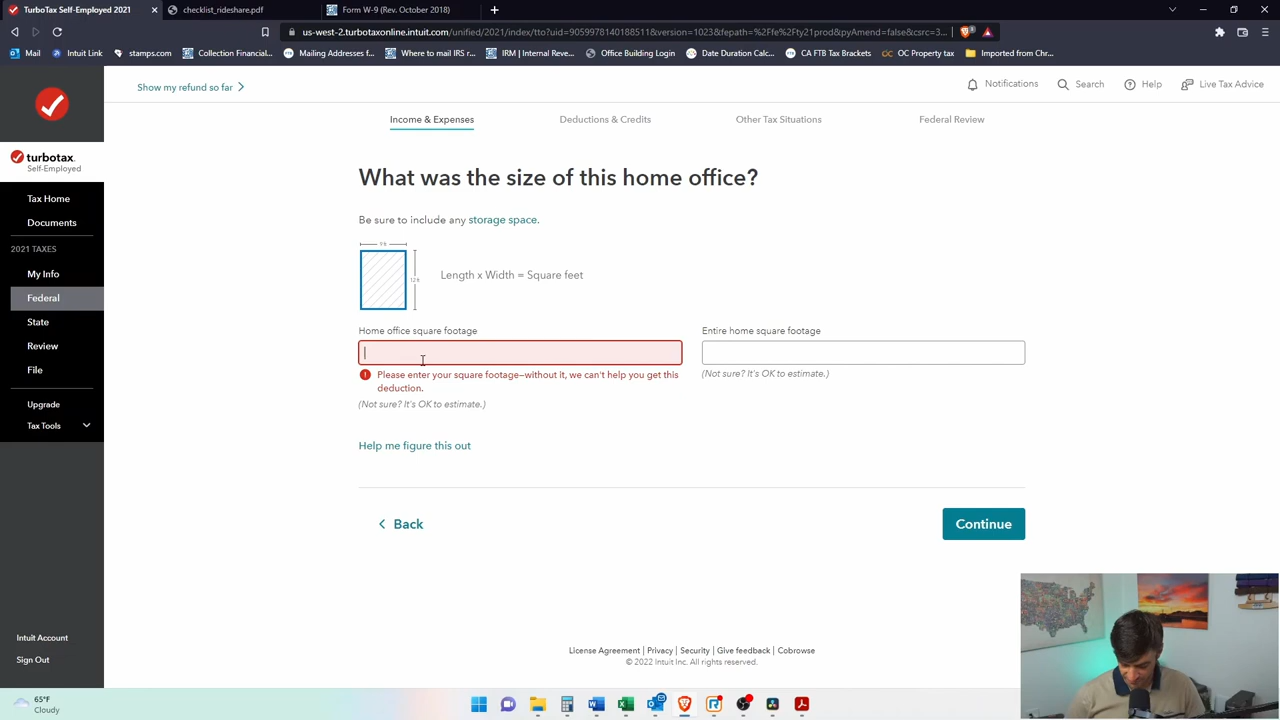 TurboTax Self-Employed 2021
checklist_rideshare.pdf
Form W-9 (Rev. October 2018)
us-west-2.turbotaxonline.intuit.com/unified/2021/index/tto?uid=9059978140188511&version=1023&fepath=%2Ffe%2Fty21prod&pyAmend=false&csrc=3...
Mail
Intuit Link
stamps.com
Collection Financial...
Mailing Addresses f...
Where to mail IRS r...
IRM | Internal Reve...
Office Building Login
Date Duration Calc...
CA FTB Tax Brackets
OC Property tax
Imported from Chr...
Show my refund so far
Notifications
Search
Help
Live Tax Advice
Income & Expenses
Deductions & Credits
Other Tax Situations
Federal Review
turbotax
Self-Employed
Tax Home
Documents
2021 TAXES
My Info
Federal
State
Review
File
Upgrade
Tax Tools
Intuit Account
Sign Out
What was the size of this home office?
Be sure to include any storage space.
9 ft
12 ft
Length x Width = Square feet
Home office square footage
Entire home square footage
Please enter your square footage—without it, we can't help you get this
deduction.
(Not sure? It's OK to estimate.)
(Not sure? It's OK to estimate.)
Help me figure this out
Back
Continue
License Agreement | Privacy | Security | Give feedback | Cobrowse
© 2022 Intuit Inc. All rights reserved.
65°F
Cloudy